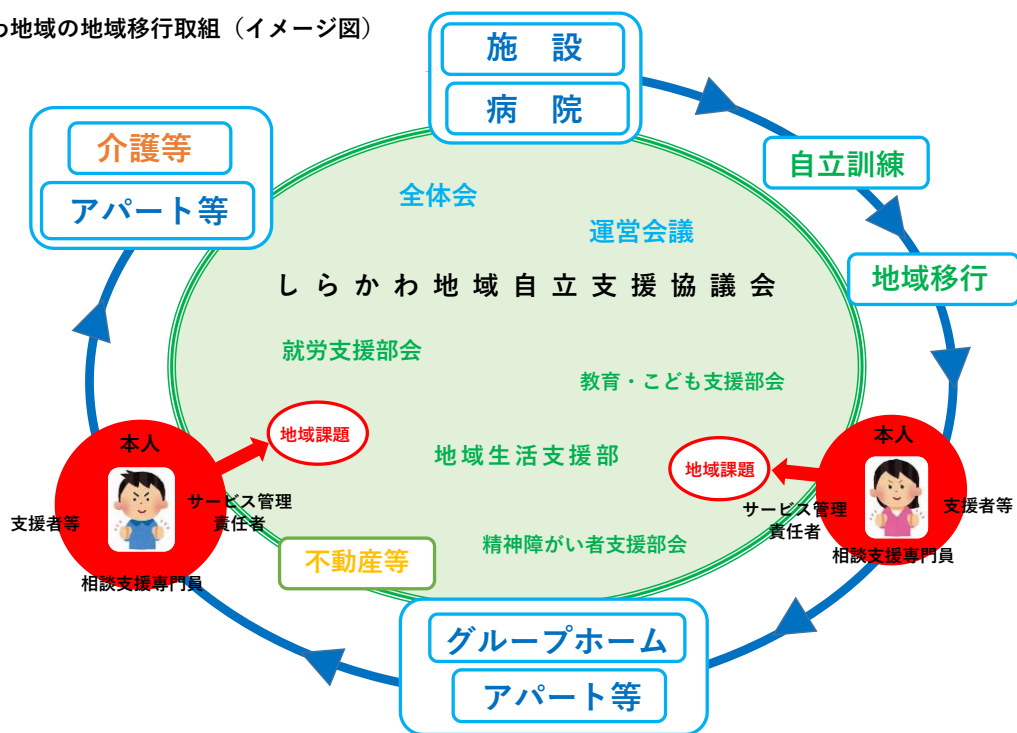 わ地域の地域移行取組（イメージ図）
施　設
病　院
介護等
アパート等
自立訓練
地域移行
全体会
運営会議
しらかわ地域自立支援協議会
就労支援部会
教育・こども支援部会
地域課題
地域生活支援部
地域課題
精神障がい者支援部会
不動産等
本人
サービス管理
責任者
支援者等
相談支援専門員
本人
支援者等
サービス管理
責任者
相談支援専門員
グループホーム
アパート等